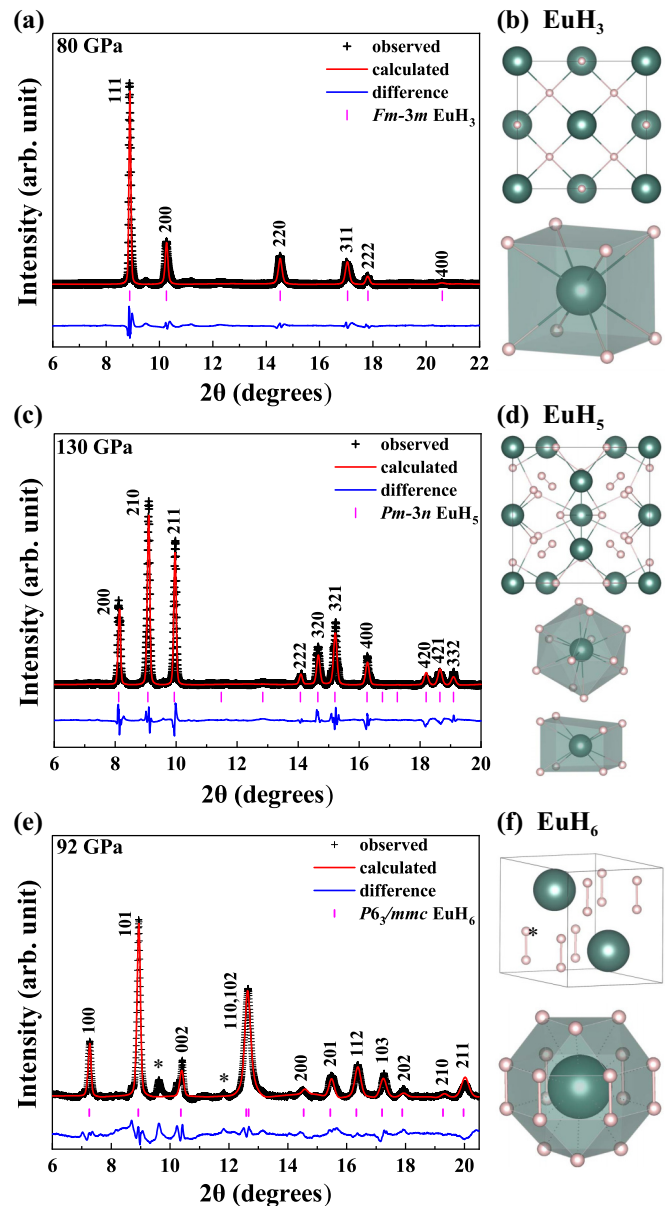 (a)
80 GPa
observed
calculated
difference
Fm-3m EuH3
111
200
220
311
222
400
Intensity (arb. unit)
6 8 10 12 14 16 18 20 22
2θ (degrees)
(b) EuH3
(c)
130 GPa
observed
calculated
difference
Pm-3n EuH5
200
210
211
222
320
321
400
420
421
332
Intensity (arb. unit)
6 8 10 12 14 16 18 20
2θ (degrees)
(d) EuH5
(e)
92 GPa
observed
calculated
difference
P63/mmc EuH6
100
101
*
002
*
110,102
200
201
112
103
202
210
211
Intensity (arb. unit)
6 8 10 12 14 16 18 20
2θ (degrees)
(f) EuH6
*